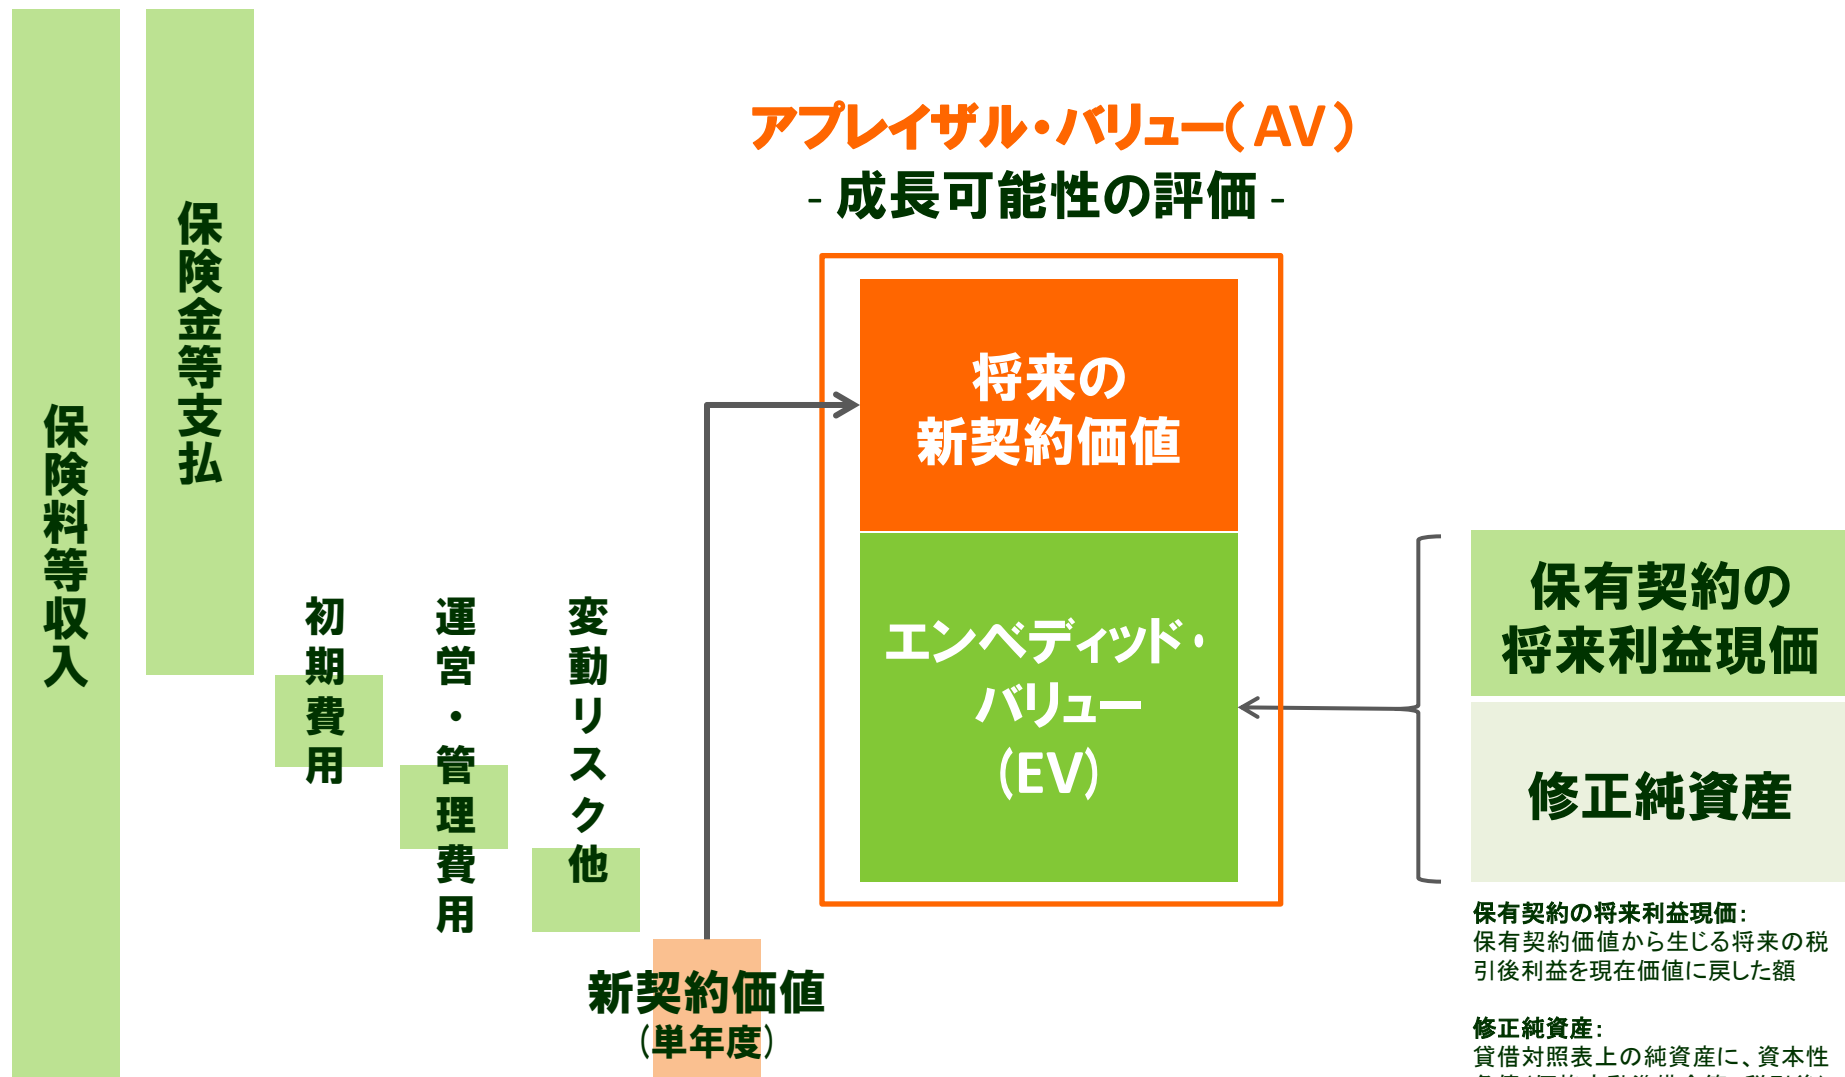 保険料等収入
保険金等支払
初期費用
運営・管理費用
変動リスク他
新契約価値
(単年度)
アプレイザル・バリュー(AV)
- 成長可能性の評価 -
将来の
新契約価値
エンベディッド・
バリュー
(EV)
保有契約の
将来利益現価
修正純資産
保有契約の将来利益現価:
保有契約価値から生じる将来の税
引後利益を現在価値に戻した額
修正純資産:
貸借対照表上の純資産に、資本性